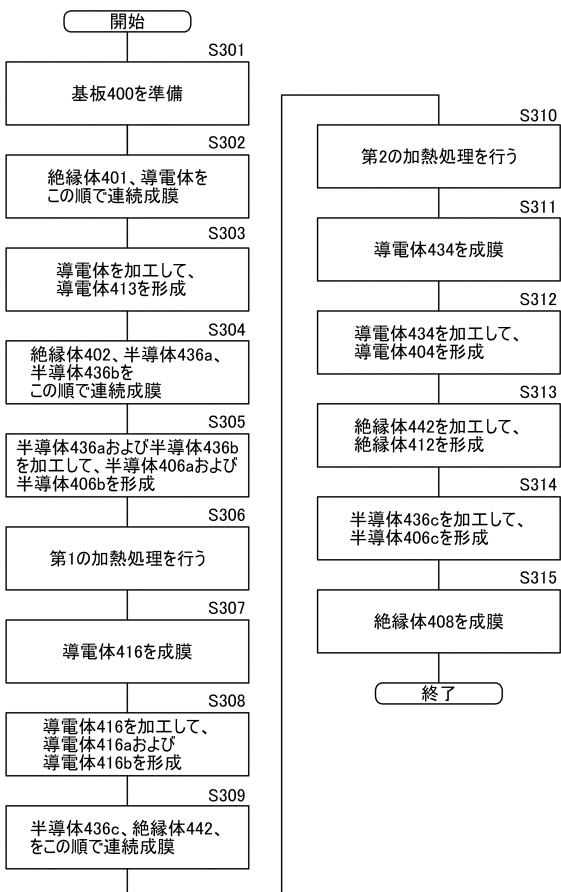 開始
S301
基板400を準備
S302
絶縁体401、導電体を
この順で連続成膜
S303
導電体を加工して、
導電体413を形成
S304
絶縁体402、半導体436a、
半導体436bを
この順で連続成膜
S305
半導体436aおよび半導体436b
を加工して、半導体406aおよび
半導体406bを形成
S306
第1の加熱処理を行う
S307
導電体416を成膜
S308
導電体416を加工して、
導電体416aおよび
導電体416bを形成
S309
半導体436c、絶縁体442、
をこの順で連続成膜
S310
第2の加熱処理を行う
S311
導電体434を成膜
S312
導電体434を加工して、
導電体404を形成
S313
絶縁体442を加工して、
絶縁体412を形成
S314
半導体436cを加工して、
半導体406cを形成
S315
絶縁体408を成膜
終了